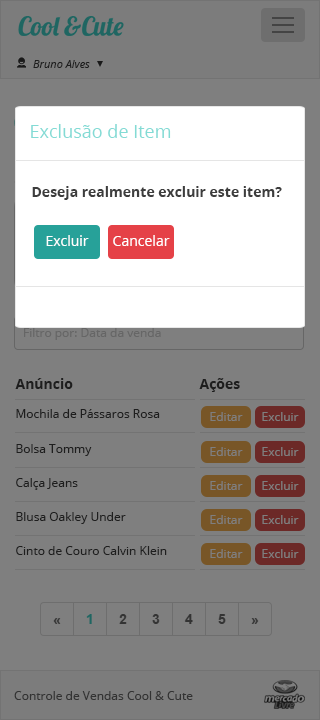 Cool & Cute
Bruno Alves ▼
Exclusão de Item
Deseja realmente excluir este item?
Excluir Cancelar
Filtro por: Data da venda
Anúncio Ações
Mochila de Pássaros Rosa Editar Excluir
Bolsa Tommy Editar Excluir
Calça Jeans Editar Excluir
Blusa Oakley Under Editar Excluir
Cinto de Couro Calvin Klein Editar Excluir
« 1 2 3 4 5 »
Controle de Vendas Cool & Cute
mercado
livre